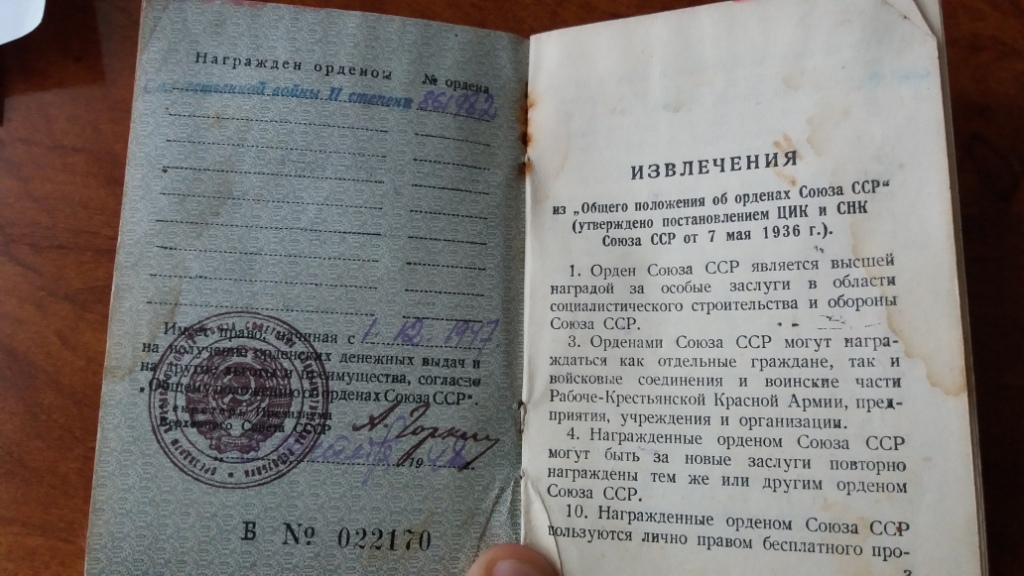 Награжден орденом № ордена
Отечественной войны II степени 861982
Имеет право, начиная с 1. 12 1947
на получение орденских денежных выдач и
на другие льготы и преимущества, согласно
"Общему положению об орденах Союза ССР".
Секретарь Президиума
Верховного Совета СССР
А. Горкин
19 48 г.
Б № 022170
ИЗВЛЕЧЕНИЯ
из „Общего положения об орденах Союза ССР“
(утверждено постановлением ЦИК и СНК
Союза ССР от 7 мая 1936 г.).
1. Орден Союза ССР является высшей
наградой за особые заслуги в области
социалистического строительства и обороны
Союза ССР.
3. Орденами Союза ССР могут награ-
ждаться как отдельные граждане, так и
войсковые соединения и воинские части
Рабоче-Крестьянской Красной Армии, пред-
приятия, учреждения и организации.
4. Награжденные орденом Союза ССР
могут быть за новые заслуги повторно
награждены тем же или другим орденом
Союза ССР.
10. Награжденные орденом Союза ССР
пользуются лично правом бесплатного про-